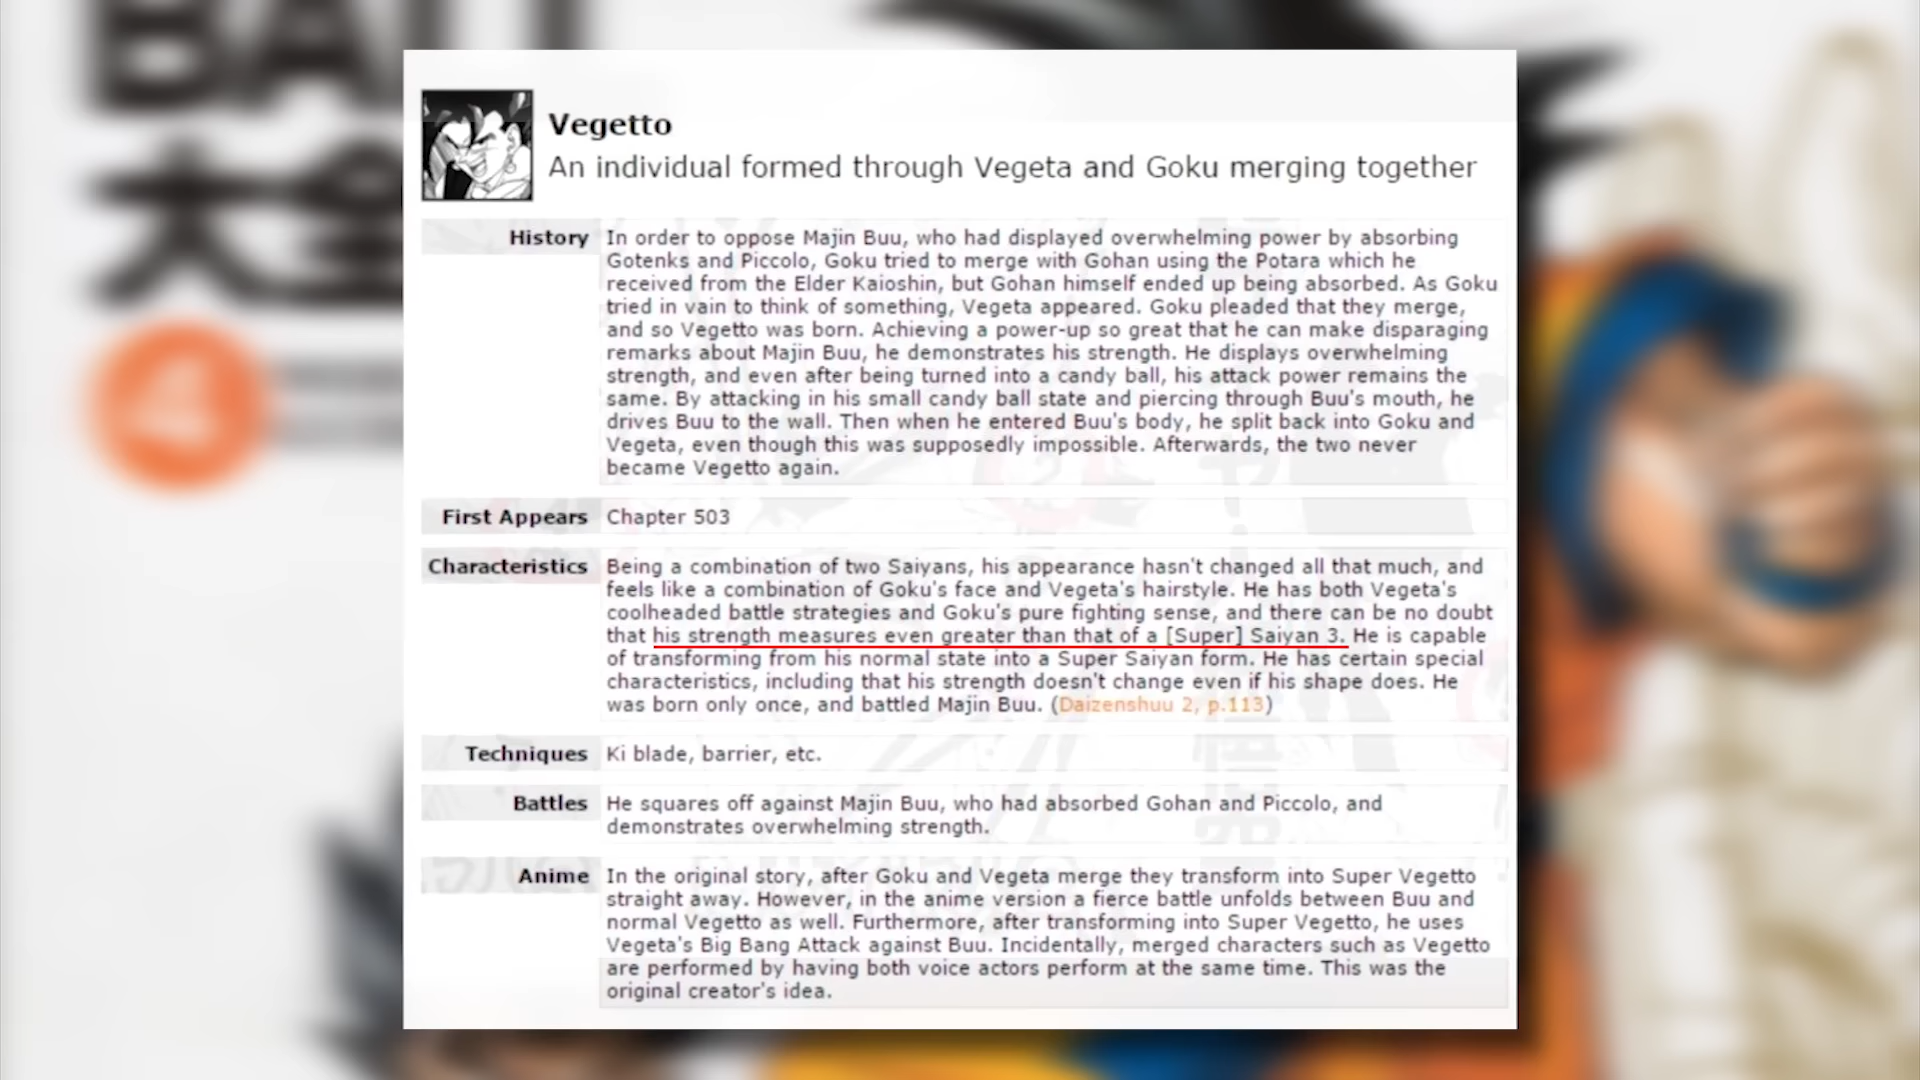 BALL
大全
4
Vegetto
An individual formed through Vegeta and Goku merging together
History
In order to oppose Majin Buu, who had displayed overwhelming power by absorbing
Gotenks and Piccolo, Goku tried to merge with Gohan using the Potara which he
received from the Elder Kaioshin, but Gohan himself ended up being absorbed. As Goku
tried in vain to think of something, Vegeta appeared. Goku pleaded that they merge,
and so Vegetto was born. Achieving a power-up so great that he can make disparaging
remarks about Majin Buu, he demonstrates his strength. He displays overwhelming
strength, and even after being turned into a candy ball, his attack power remains the
same. By attacking in his small candy ball state and piercing through Buu's mouth, he
drives Buu to the wall. Then when he entered Buu's body, he split back into Goku and
Vegeta, even though this was supposedly impossible. Afterwards, the two never
became Vegetto again.
First Appears
Chapter 503
Characteristics
Being a combination of two Saiyans, his appearance hasn't changed all that much, and
feels like a combination of Goku's face and Vegeta's hairstyle. He has both Vegeta's
coolheaded battle strategies and Goku's pure fighting sense, and there can be no doubt
that his strength measures even greater than that of a [Super] Saiyan 3. He is capable
of transforming from his normal state into a Super Saiyan form. He has certain special
characteristics, including that his strength doesn't change even if his shape does. He
was born only once, and battled Majin Buu. (Daizenshuu 2, p.113)
Techniques
Ki blade, barrier, etc.
Battles
He squares off against Majin Buu, who had absorbed Gohan and Piccolo, and
demonstrates overwhelming strength.
Anime
In the original story, after Goku and Vegeta merge they transform into Super Vegetto
straight away. However, in the anime version a fierce battle unfolds between Buu and
normal Vegetto as well. Furthermore, after transforming into Super Vegetto, he uses
Vegeta's Big Bang Attack against Buu. Incidentally, merged characters such as Vegetto
are performed by having both voice actors perform at the same time. This was the
original creator's idea.